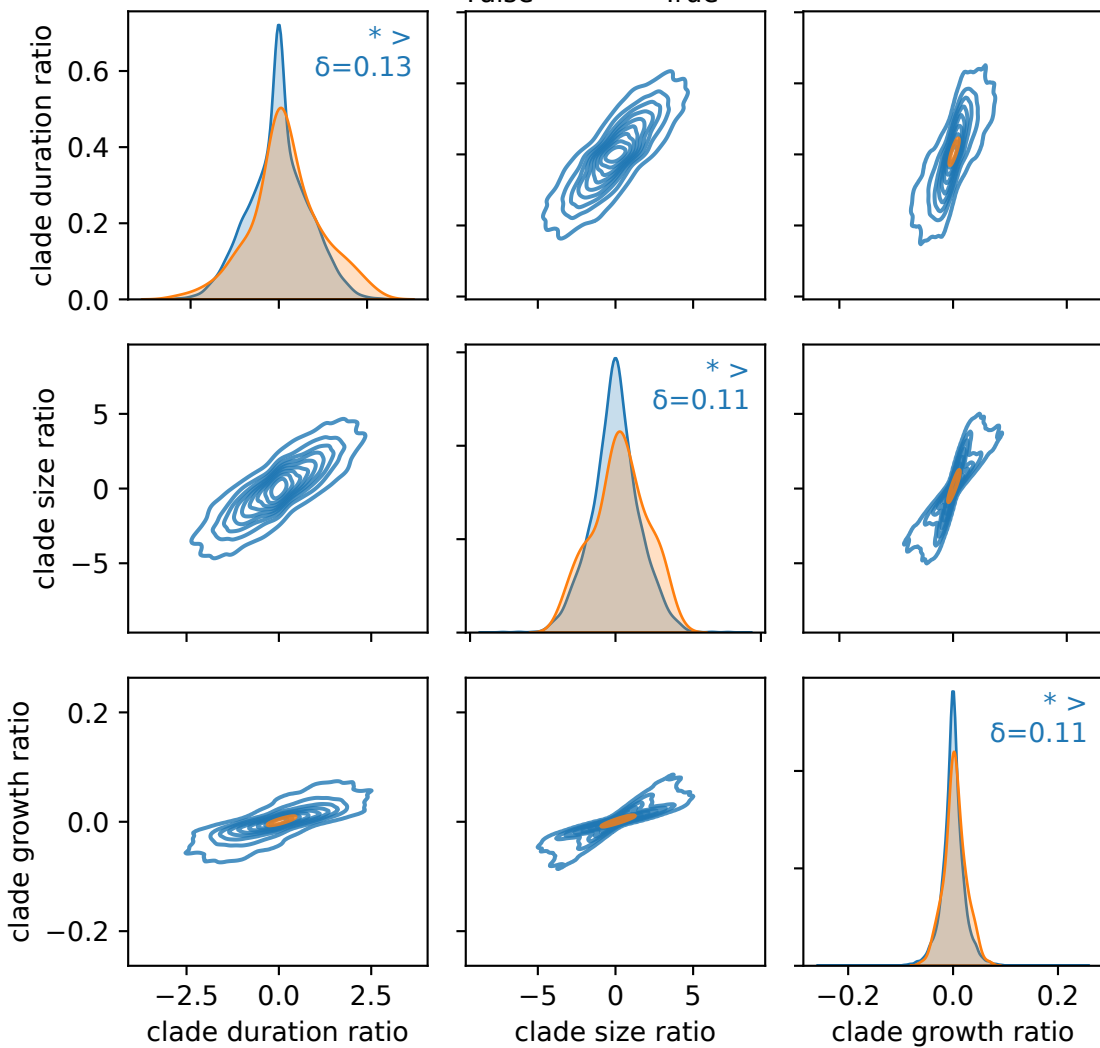 False True
clade duration ratio
0.6
0.4
0.2
0.0
* >
δ=0.13
clade size ratio
5
0
−5
* >
δ=0.11
clade growth ratio
0.2
0.0
−0.2
* >
δ=0.11
−2.5 0.0 2.5
−5 0 5
−0.2 0.0 0.2
clade duration ratio
clade size ratio
clade growth ratio